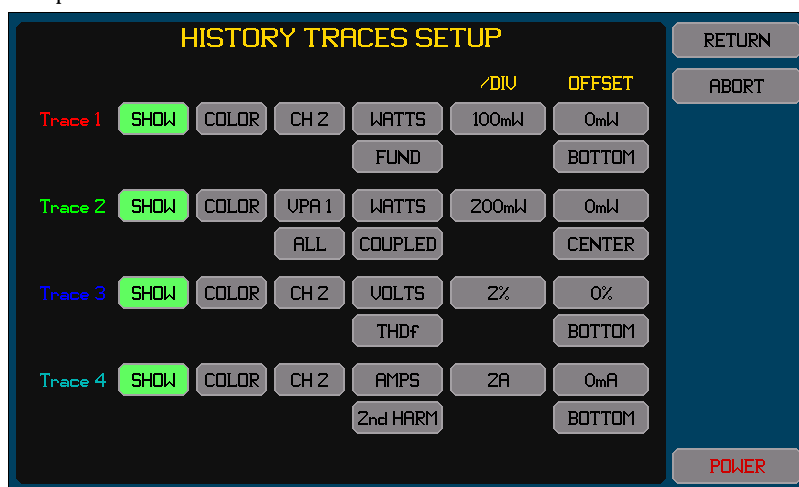 HISTORY TRACES SETUP
RETURN
/DIV OFFSET
ABORT
Trace 1 SHOW COLOR CH 2 WATTS 100mW 0mW
FUND BOTTOM
Trace 2 SHOW COLOR VPA 1 WATTS 200mW 0mW
ALL COUPLED CENTER
Trace 3 SHOW COLOR CH 2 VOLTS 2% 0%
THDf BOTTOM
Trace 4 SHOW COLOR CH 2 AMPS 2A 0mA
2nd HARM BOTTOM
POWER